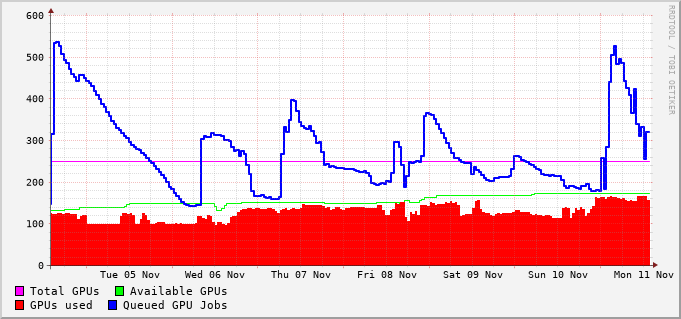 600
500
400
300
200
100
0
Tue 05 Nov Wed 06 Nov Thu 07 Nov Fri 08 Nov Sat 09 Nov Sun 10 Nov Mon 11 Nov
Total GPUs Available GPUs
GPUs used Queued GPU Jobs
RRDTOOL / TOBI OETIKER